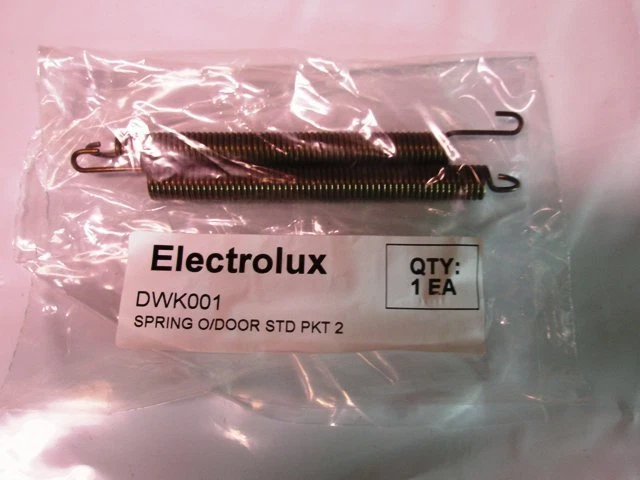 Electrolux
QTY:
1 EA
DWK001
SPRING O/DOOR STD PKT 2